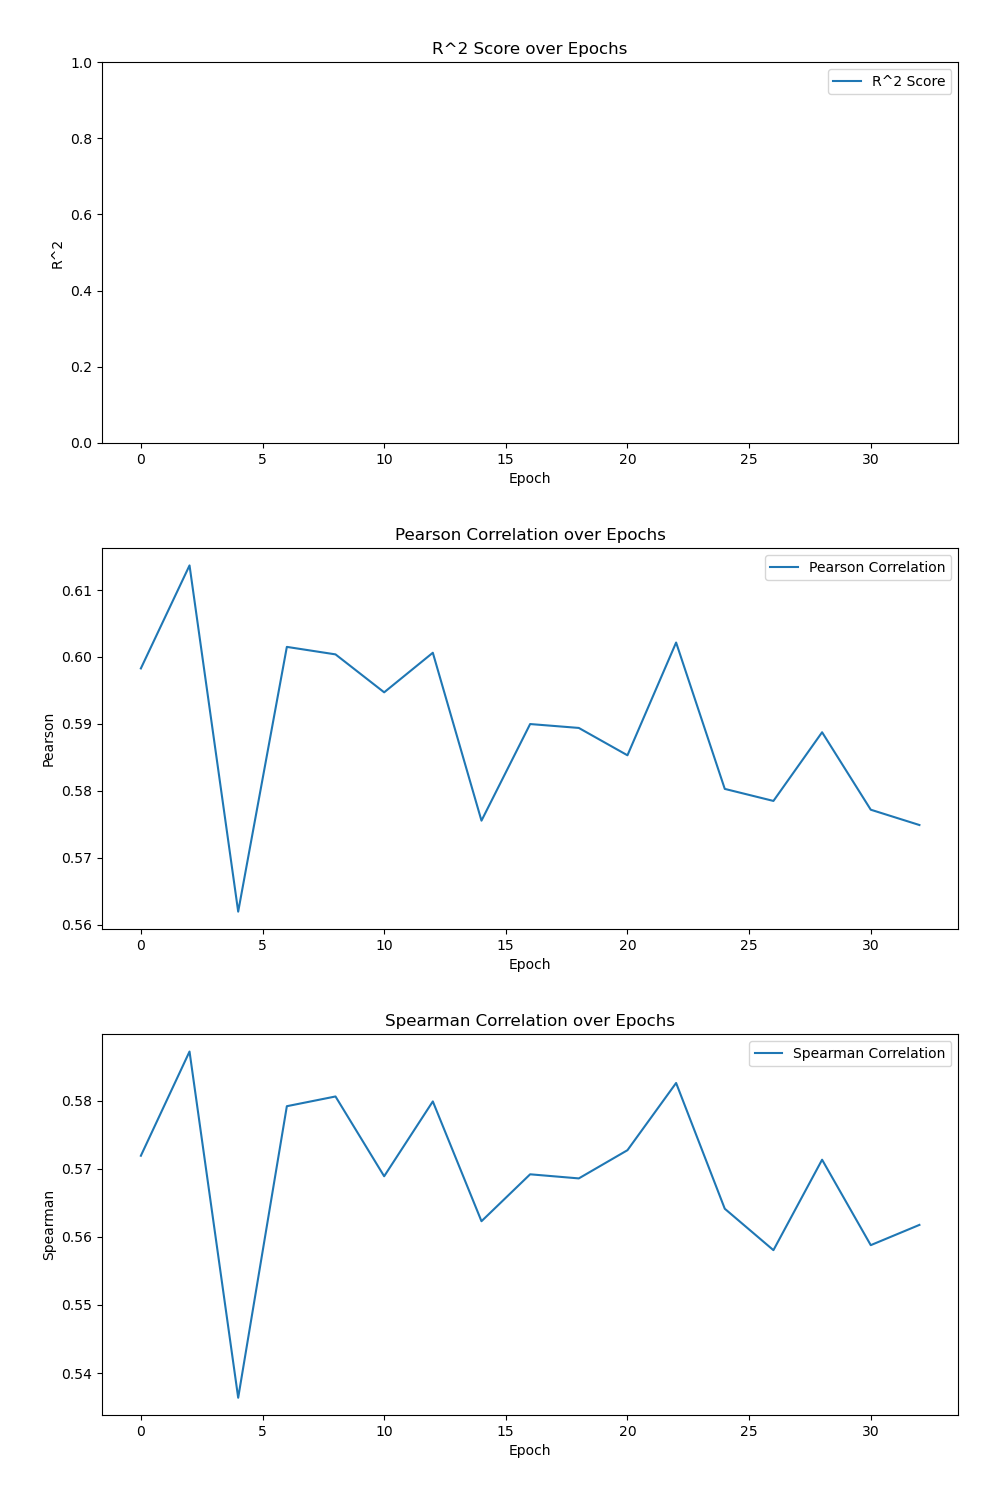 R^2 Score over Epochs
R^2 Score
1.0
0.8
0.6
0.4
0.2
0.0
R^2
0 5 10 15 20 25 30
Epoch
Pearson Correlation over Epochs
Pearson Correlation
0.61
0.60
0.59
0.58
0.57
0.56
Pearson
0 5 10 15 20 25 30
Epoch
Spearman Correlation over Epochs
Spearman Correlation
0.58
0.57
0.56
0.55
0.54
Spearman
0 5 10 15 20 25 30
Epoch